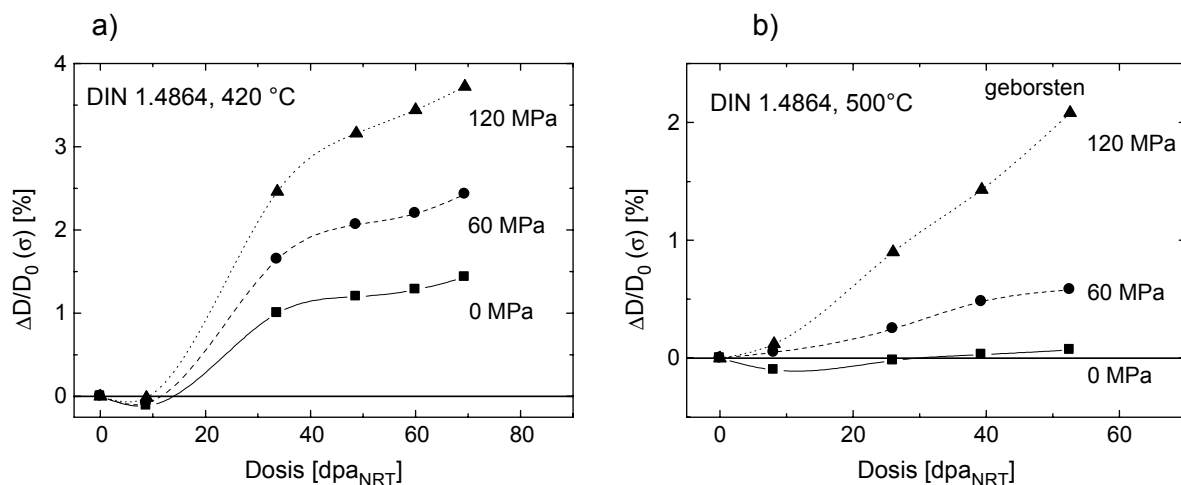 a)
DIN 1.4864, 420 °C
120 MPa
60 MPa
0 MPa
ΔD/D₀ (σ) [%]
4
3
2
1
0
0
20
40
60
80
Dosis [dpa_NRT]
b)
DIN 1.4864, 500°C
geborsten
120 MPa
60 MPa
0 MPa
ΔD/D₀ (σ) [%]
2
1
0
0
20
40
60
Dosis [dpa_NRT]